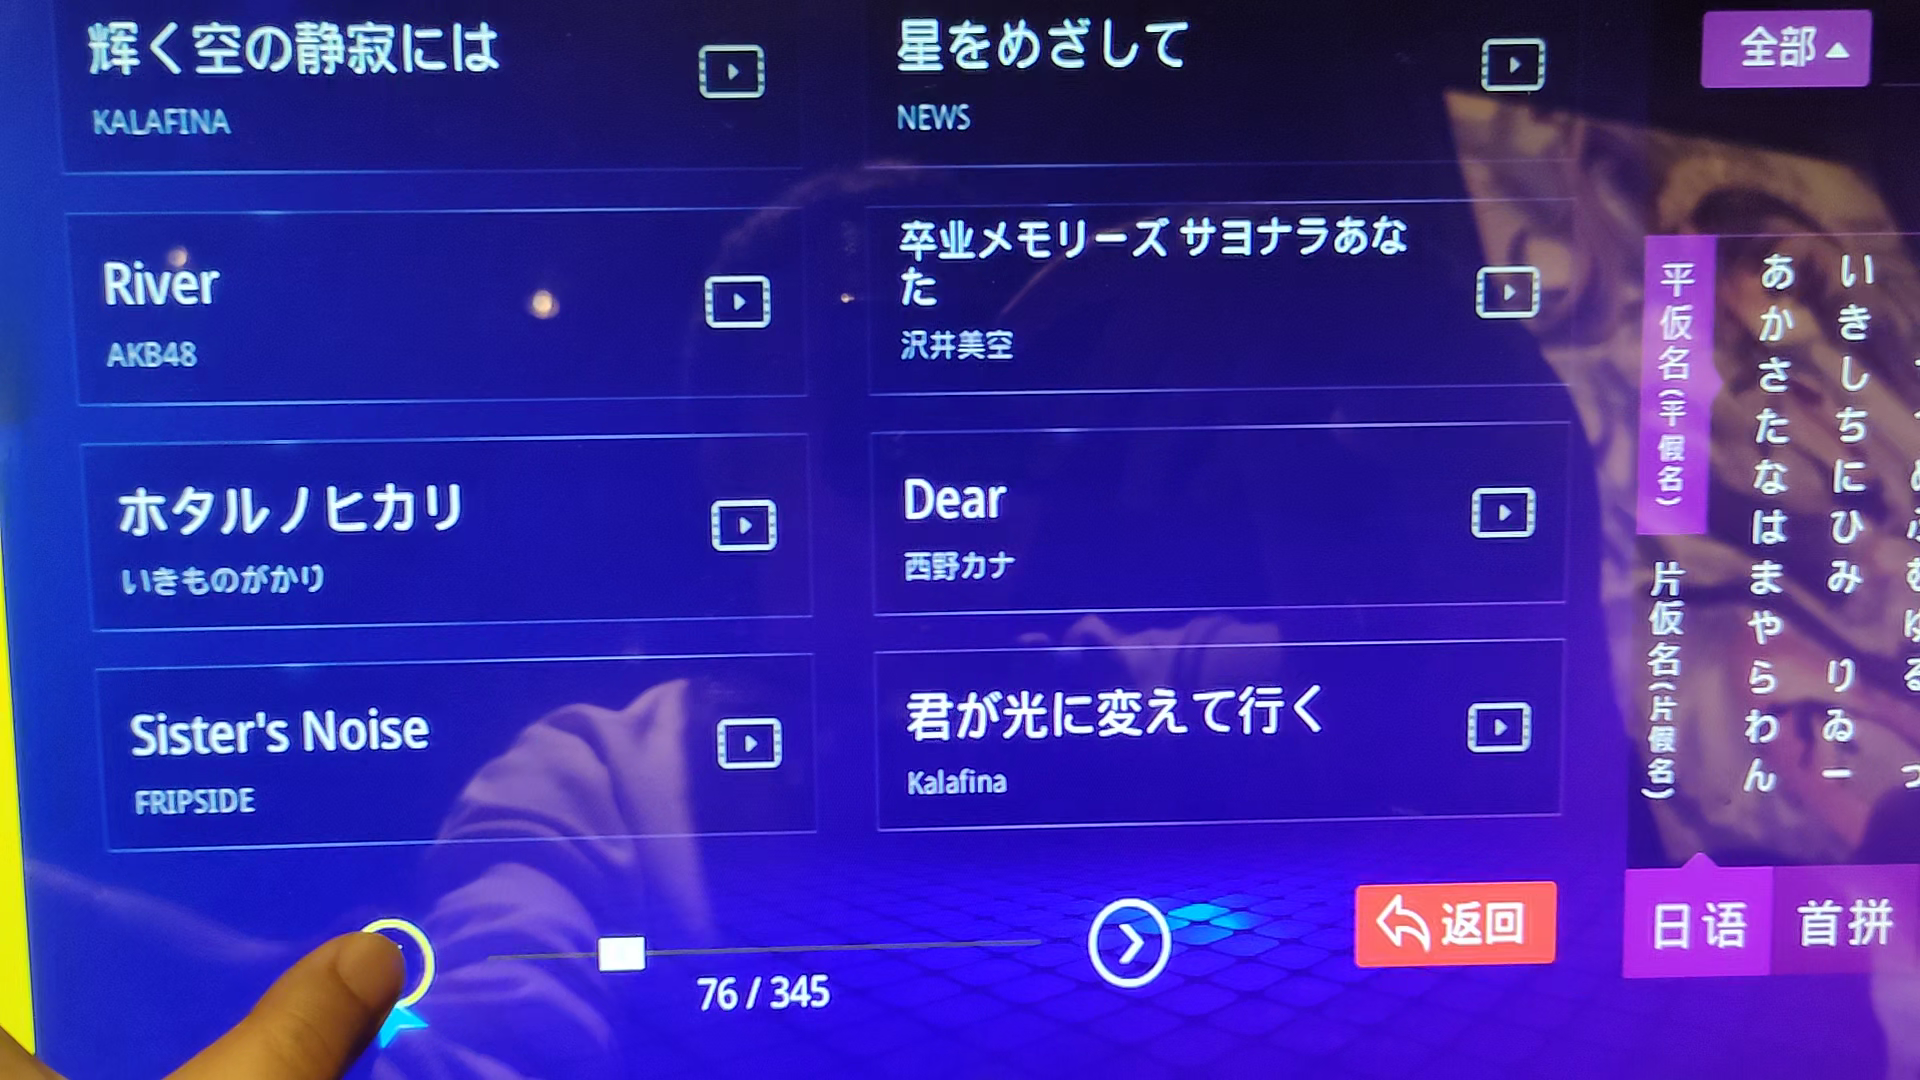 輝く空の静寂には
KALAFINA
星をめざして
NEWS
River
AKB48
卒业メモリーズ サヨナラあな
た
沢井美空
ホタルノヒカリ
いきものがかり
Dear
西野カナ
Sister's Noise
FRIPSIDE
君が光に変えて行く
Kalafina
76 / 345
返回
全部
平仮名(平假名)
片仮名(片假名)
あ い
か き
さ し
た ち
な に
は ひ
ま み
や
ら り
わ ゐ
ん ー
日语
首拼